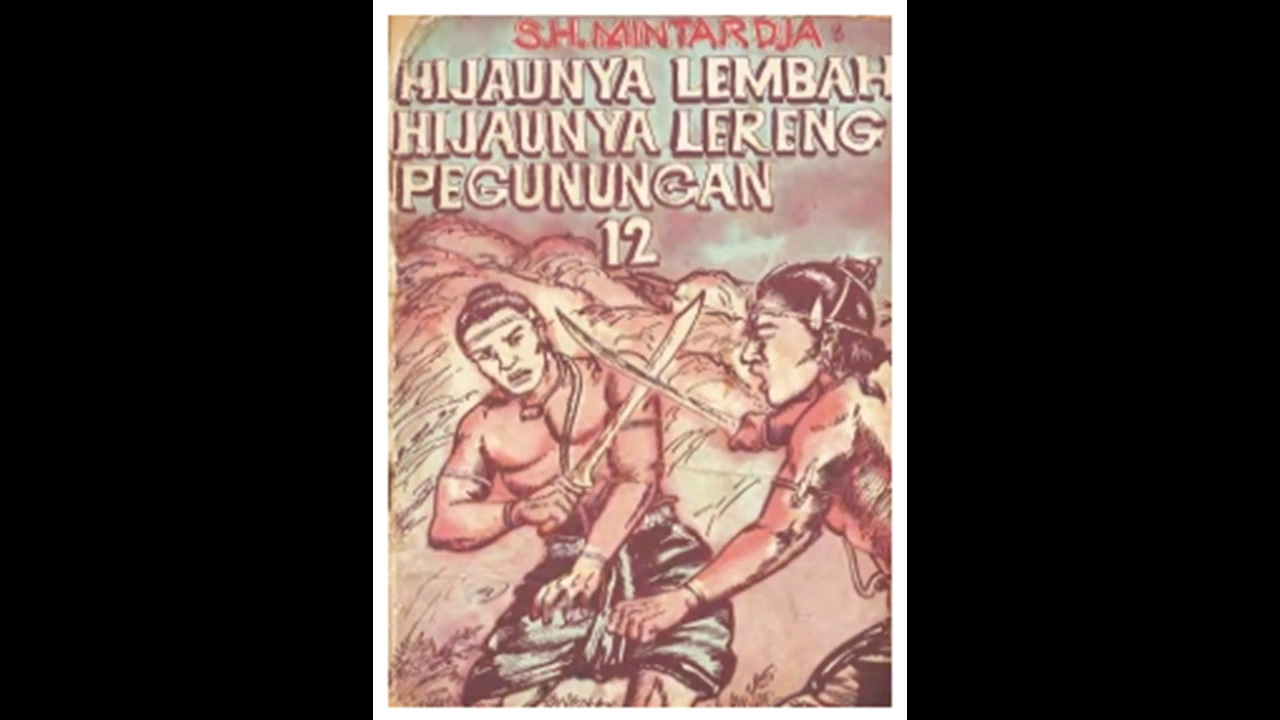 S.H. MINTARDJA :
HIJAUNYA LEMBAH
HIJAUNYA LERENG
PEGUNUNGAN
12